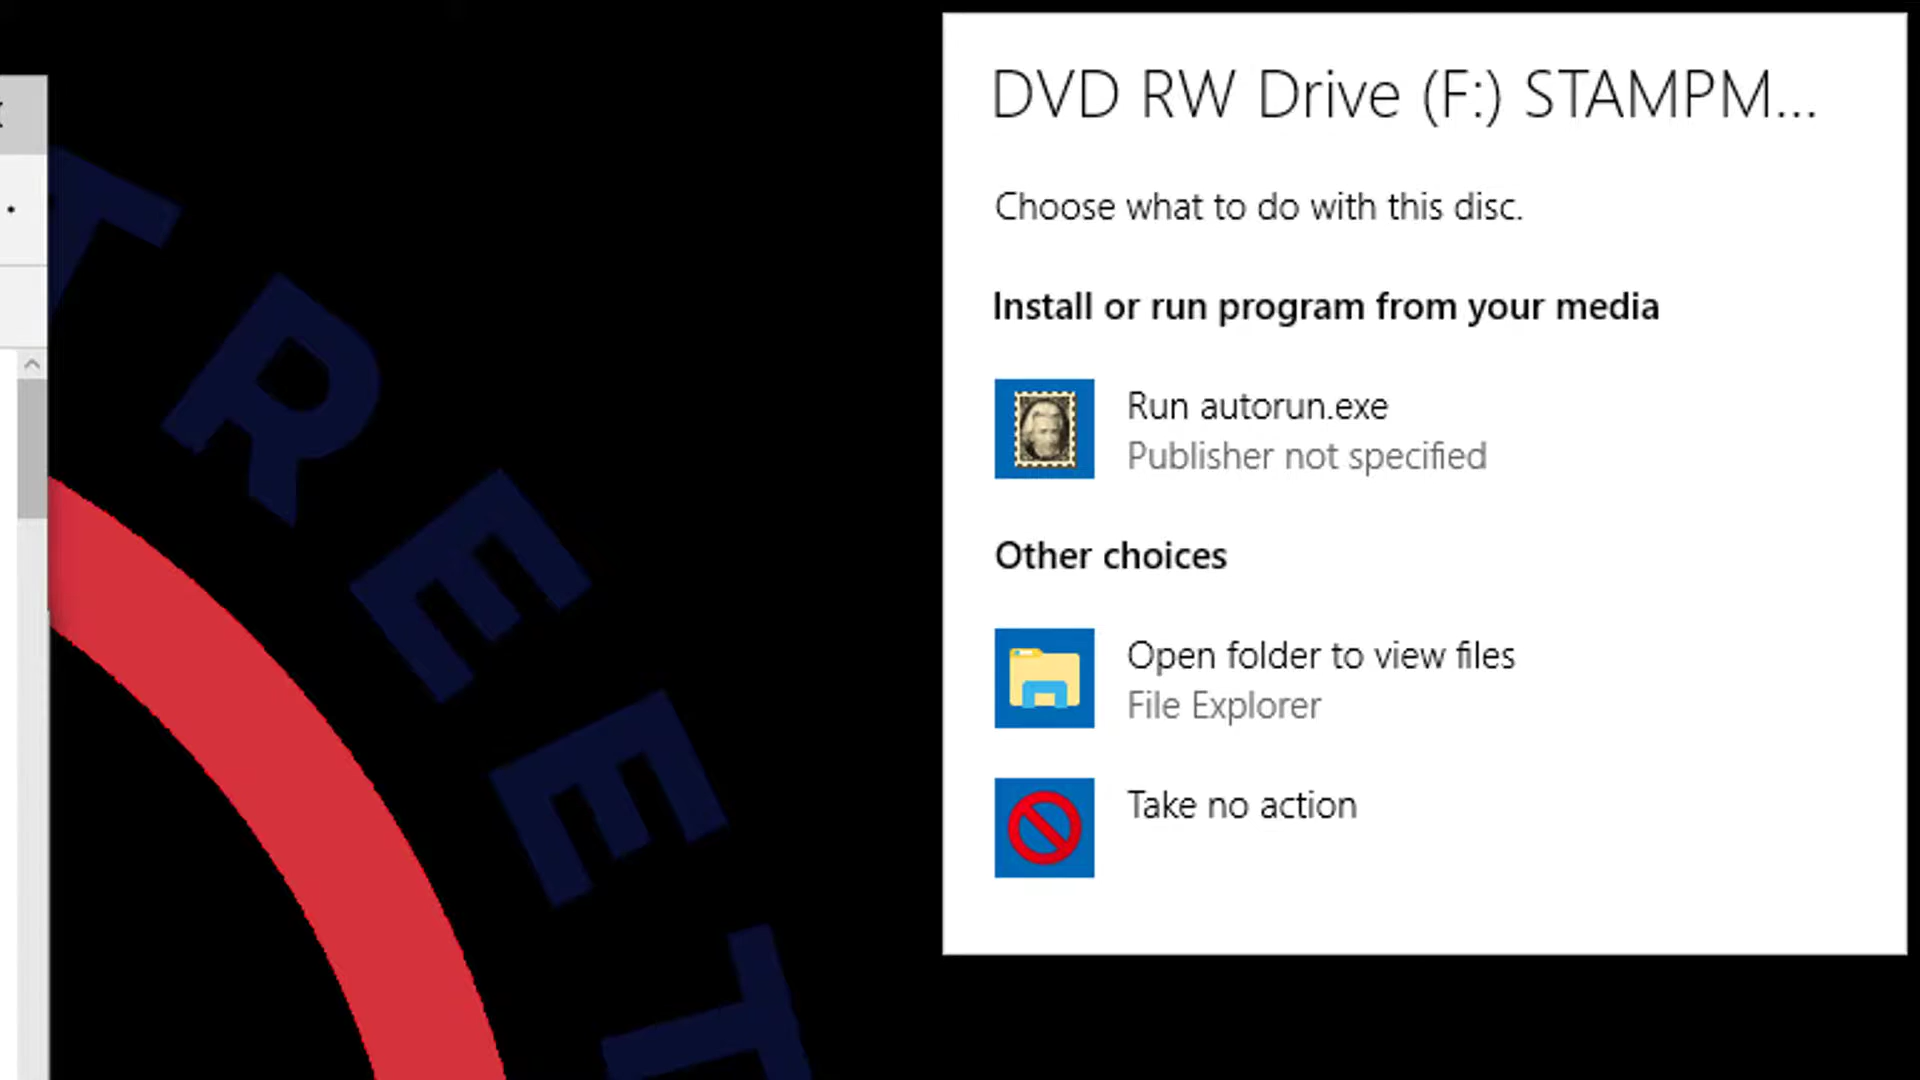 DVD RW Drive (F:) STAMPM...
Choose what to do with this disc.
Install or run program from your media
Run autorun.exe
Publisher not specified
Other choices
Open folder to view files
File Explorer
Take no action
TREET